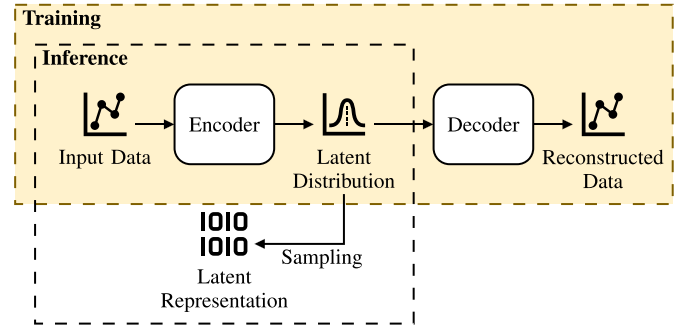 Training
Inference
Input Data
Encoder
Latent
Distribution
Decoder
Reconstructed
Data
1010
1010
Sampling
Latent
Representation